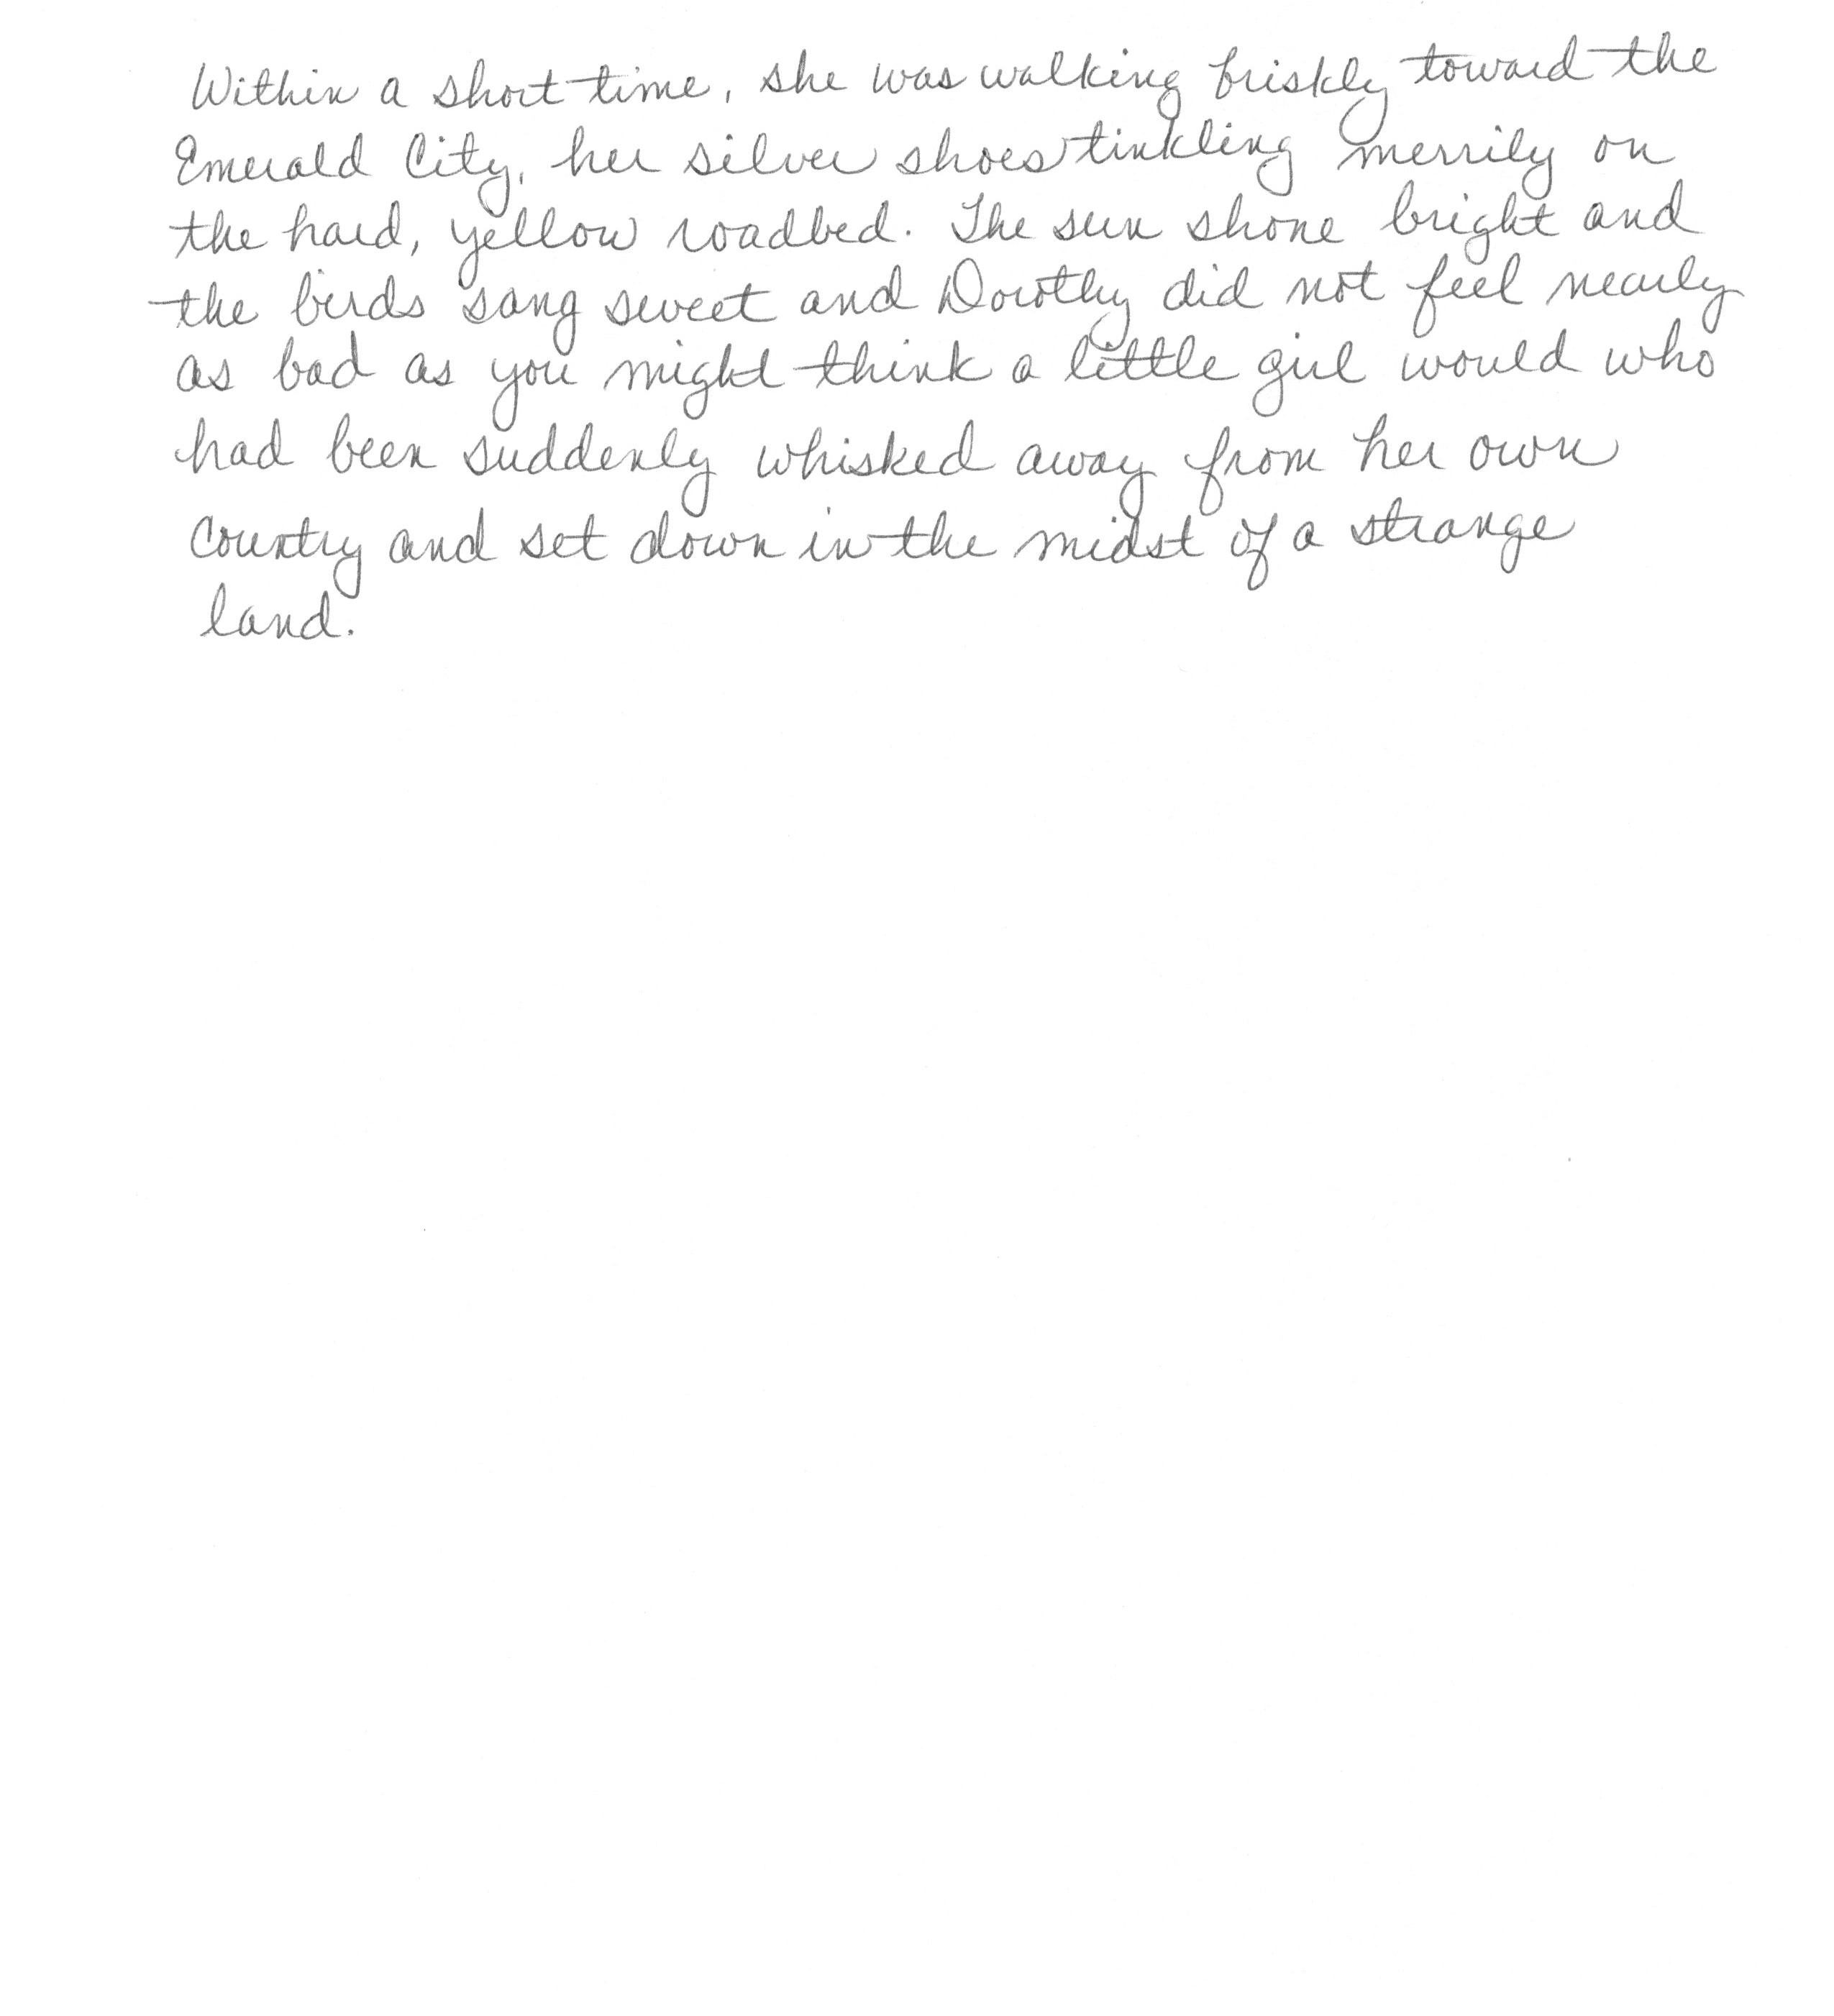 Within a short time, she was walking briskly toward the
Emerald City, her silver shoes tinkling merrily on
the hard, yellow roadbed. The sun shone bright and
the birds sang sweet and Dorothy did not feel nearly
as bad as you might think a little girl would who
had been suddenly whisked away from her own
country and set down in the midst of a strange
land.